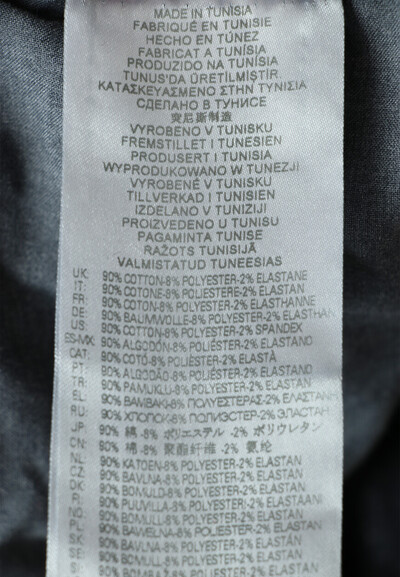 MADE IN TUNISIA
FABRIQUÉ EN TUNISIE
HECHO EN TÚNEZ
FABRICAT A TUNÍSIA
PRODUZIDO NA TUNÍSIA
TUNUS'DA ÜRETİLMİŞTİR.
ΚΑΤΑΣΚΕΥΑΣΜΕΝΟ ΣΤΗΝ ΤΥΝΗΣΙΑ
СДЕЛАНО В ТУНИСЕ
突尼斯制造
VYROBENO V TUNISKU
FREMSTILLET I TUNESIEN
PRODUSERT I TUNISIA
WYPRODUKOWANO W TUNEZJI
VYROBENÉ V TUNISKU
TILLVERKAD I TUNISIEN
IZDELANO V TUNIZIJI
PROIZVEDENO U TUNISU
PAGAMINTA TUNISE
RAŽOTS TUNISIJĀ
VALMISTATUD TUNEESIAS
UK: 90% COTTON-8% POLYESTER-2% ELASTANE
IT: 90% COTONE-8% POLIESTERE-2% ELASTAN
FR: 90% COTON-8% POLYESTER-2% ELASTHANNE
DE: 90% BAUMWOLLE-8% POLYESTER-2% ELASTHAN
US: 90% COTTON-8% POLYESTER-2% SPANDEX
ES-MX: 90% ALGODÓN-8% POLIÉSTER-2% ELASTANO
CAT: 90% COTÓ-8% POLIÈSTER-2% ELASTÀ
PT: 90% ALGODÃO-8% POLIÉSTER-2% ELASTANO
TR: 90% PAMUKLU-8% POLYESTER-2% ELASTAN
EL: 90% ΒΑΜΒΑΚΙ-8% ΠΟΛΥΕΣΤΕΡΑΣ-2% ΕΛΑΣΤΑΝΗ
RU: 90% ХЛОПОК-8% ПОЛИЭСТЕР-2% ЭЛАСТАН
JP: 90% 綿 -8% ポリエステル -2% ポリウレタン
CN: 90% 棉 -8% 聚酯纤维 -2% 氨纶
NL: 90% KATOEN-8% POLYESTER-2% ELASTAN
CZ: 90% BAVLNA-8% POLYESTER-2% ELASTAN
DK: 90% BOMULD-8% POLYESTER-2% ELASTAN
FI: 90% PUUVILLA-8% POLYESTERI-2% ELASTAANI
NO: 90% BOMULL-8% POLYESTER-2% ELASTAN
PL: 90% BAWEŁNA-8% POLIESTER-2% ELASTAN
SK: 90% BAVLNA-8% POLYESTER-2% ELASTÁN
SE: 90% BOMULL-8% POLYESTER-2% ELASTAN
SI: 90% BOMBAŽ-8% POLIESTER-2% ELASTAN